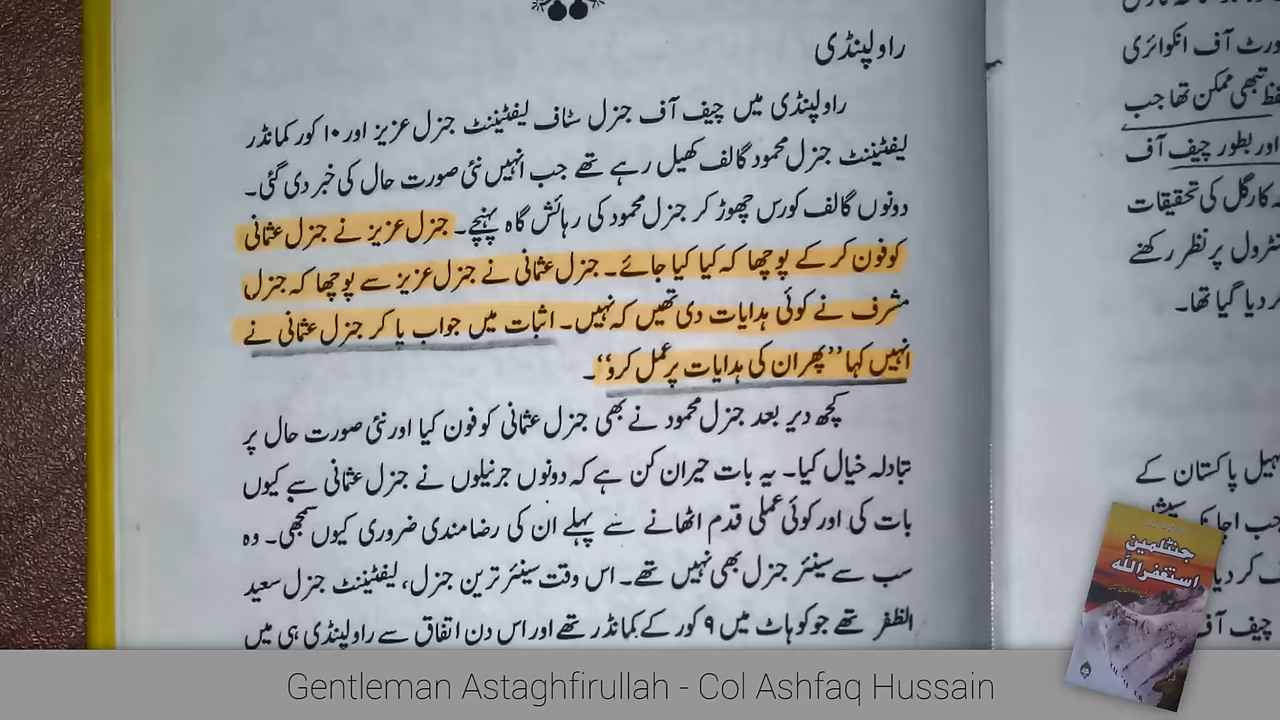 راولپنڈی
راولپنڈی میں چیف آف جنرل سٹاف لیفٹیننٹ جنرل عزیز اور ۱۰ کور کمانڈر
لیفٹیننٹ جنرل محمود گالف کھیل رہے تھے جب انہیں نئی صورت حال کی خبر دی گئی۔
دونوں گالف کورس چھوڑ کر جنرل محمود کی رہائش گاہ پہنچے۔ جنرل عزیز نے جنرل عثمانی
کو فون کر کے پوچھا کہ کیا کیا جائے۔ جنرل عثمانی نے جنرل عزیز سے پوچھا کہ جنرل
مشرف نے کوئی ہدایات دی تھیں کہ نہیں۔ اثبات میں جواب پا کر جنرل عثمانی نے
انہیں کہا ’’پھر ان کی ہدایات پر عمل کرو‘‘۔
کچھ دیر بعد جنرل محمود نے بھی جنرل عثمانی کو فون کیا اور نئی صورت حال پر
تبادلہ خیال کیا۔ یہ بات حیران کن ہے کہ دونوں جرنیلوں نے جنرل عثمانی سے کیوں
بات کی اور کوئی عملی قدم اٹھانے سے پہلے ان کی رضامندی ضروری کیوں سمجھی۔ وہ
سب سے سینئر جنرل بھی نہیں تھے۔ اس وقت سینئر ترین جنرل، لیفٹیننٹ جنرل سعید
الظفر تھے جو کوہاٹ میں ۹ کور کے کمانڈر تھے اور اس دن اتفاق سے راولپنڈی ہی میں
ورٹ آف انکوائری
تبھی ممکن تھا جب
اور بطور چیف آف
کارگل کی تحقیقات
نٹرول پر نظر رکھنے
ر دیا گیا تھا۔
ہیل پاکستان کے
جب اچا
ف کر دیا
چیف آف
جنٹلمین
استغفراللہ
Gentleman Astaghfirullah - Col Ashfaq Hussain